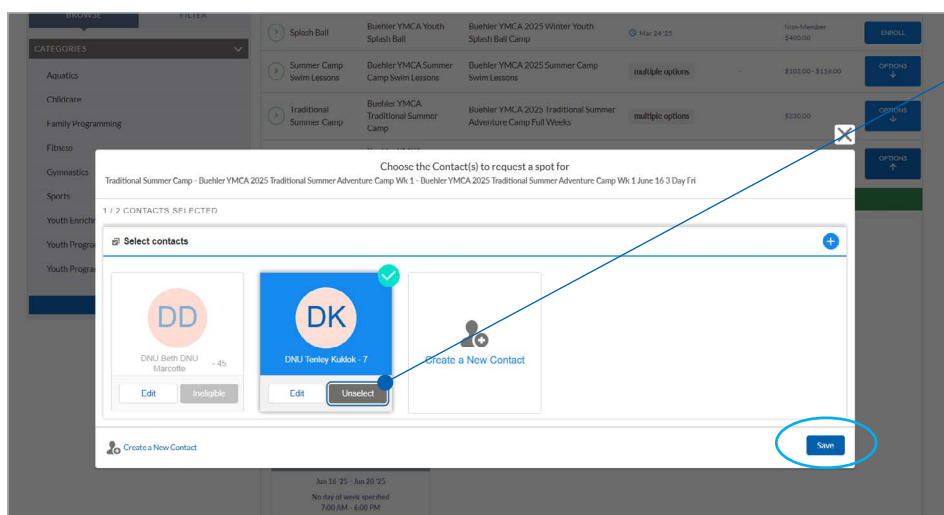 BROWSE FILTER
CATEGORIES
Aquatics
Childcare
Family Programming
Fitness
Gymnastics
Sports
Youth Enrichm
Youth Progra
Youth Progra
Splash Ball Buehler YMCA Youth Splash Ball Buehler YMCA 2025 Winter Youth Splash Ball Camp Mar 24 '25 Non-Member $400.00 ENROLL
Summer Camp Swim Lessons Buehler YMCA Summer Camp Swim Lessons Buehler YMCA 2025 Summer Camp Swim Lessons multiple options - $102.00 - $116.00 OPTIONS
Traditional Summer Camp Buehler YMCA Traditional Summer Camp Buehler YMCA 2025 Traditional Summer Adventure Camp Full Weeks multiple options $330.00 OPTIONS
OPTIONS
Choose the Contact(s) to request a spot for
Traditional Summer Camp - Buehler YMCA 2025 Traditional Summer Adventure Camp Wk 1 - Buehler YMCA 2025 Traditional Summer Adventure Camp Wk 1 June 16 3 Day Fri
1 / 2 CONTACTS SELECTED
Select contacts
DD
DNU Beth DNU Marcotte - 45
Edit Ineligible
DK
DNU Tenley Kuklok - 7
Edit Unselect
Create a New Contact
Create a New Contact
Save
Jun 16 '25 - Jun 20 '25
No day of week specified
7:00 AM - 6:00 PM